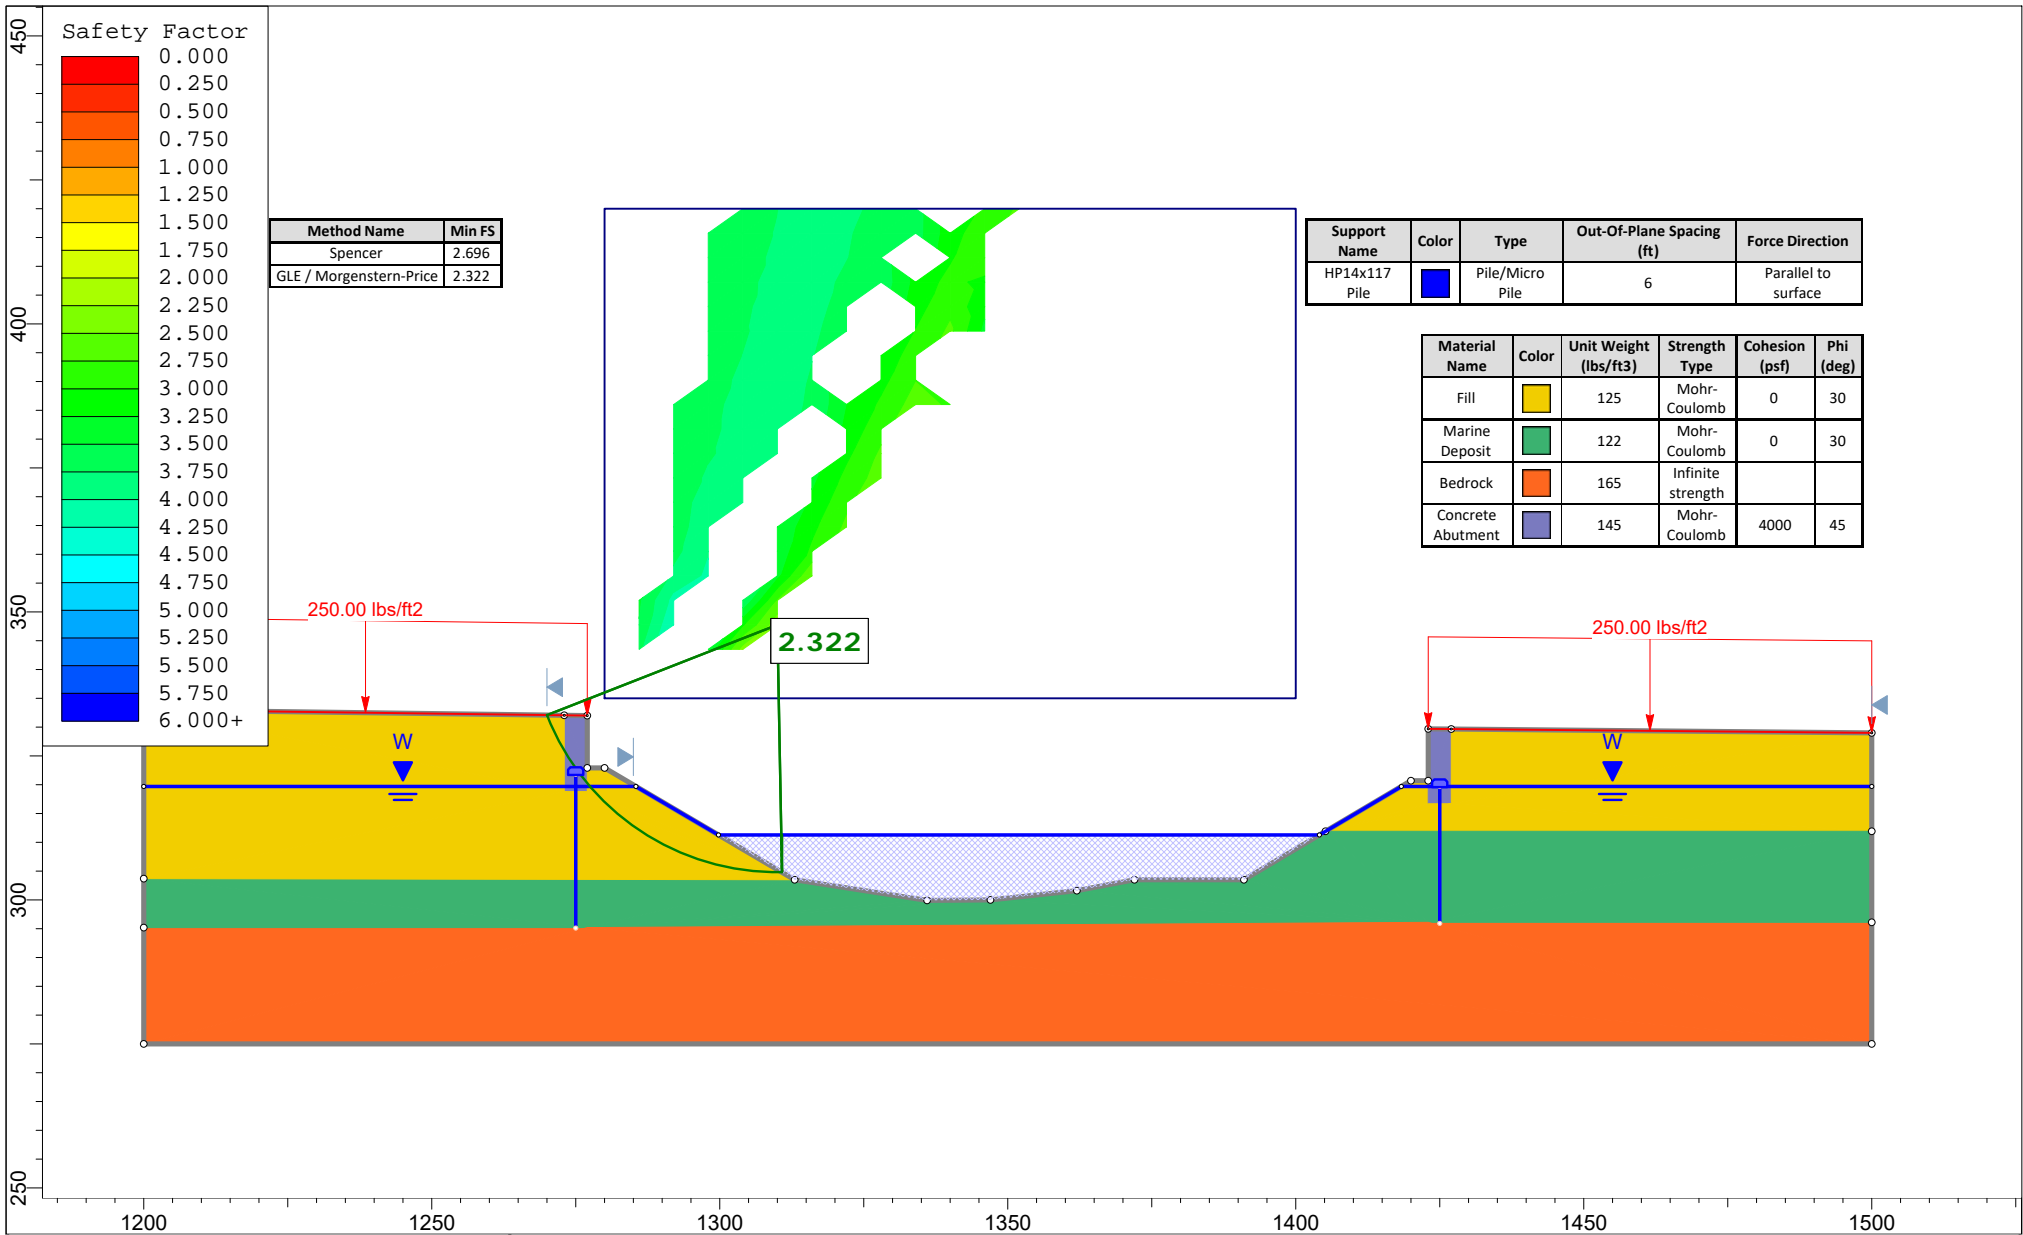 Safety Factor
0.000
0.250
0.500
0.750
1.000
1.250
1.500
1.750
2.000
2.250
2.500
2.750
3.000
3.250
3.500
3.750
4.000
4.250
4.500
4.750
5.000
5.250
5.500
5.750
6.000+
Method Name Min FS
Spencer 2.696
GLE / Morgenstern-Price 2.322
Support Name Color Type Out-Of-Plane Spacing (ft) Force Direction
HP14x117 Pile Pile/Micro Pile 6 Parallel to surface
Material Name Color Unit Weight (lbs/ft3) Strength Type Cohesion (psf) Phi (deg)
Fill 125 Mohr-Coulomb 0 30
Marine Deposit 122 Mohr-Coulomb 0 30
Bedrock 165 Infinite strength
Concrete Abutment 145 Mohr-Coulomb 4000 45
250.00 lbs/ft2
2.322
250.00 lbs/ft2
W
W
450
400
350
300
250
1200 1250 1300 1350 1400 1450 1500